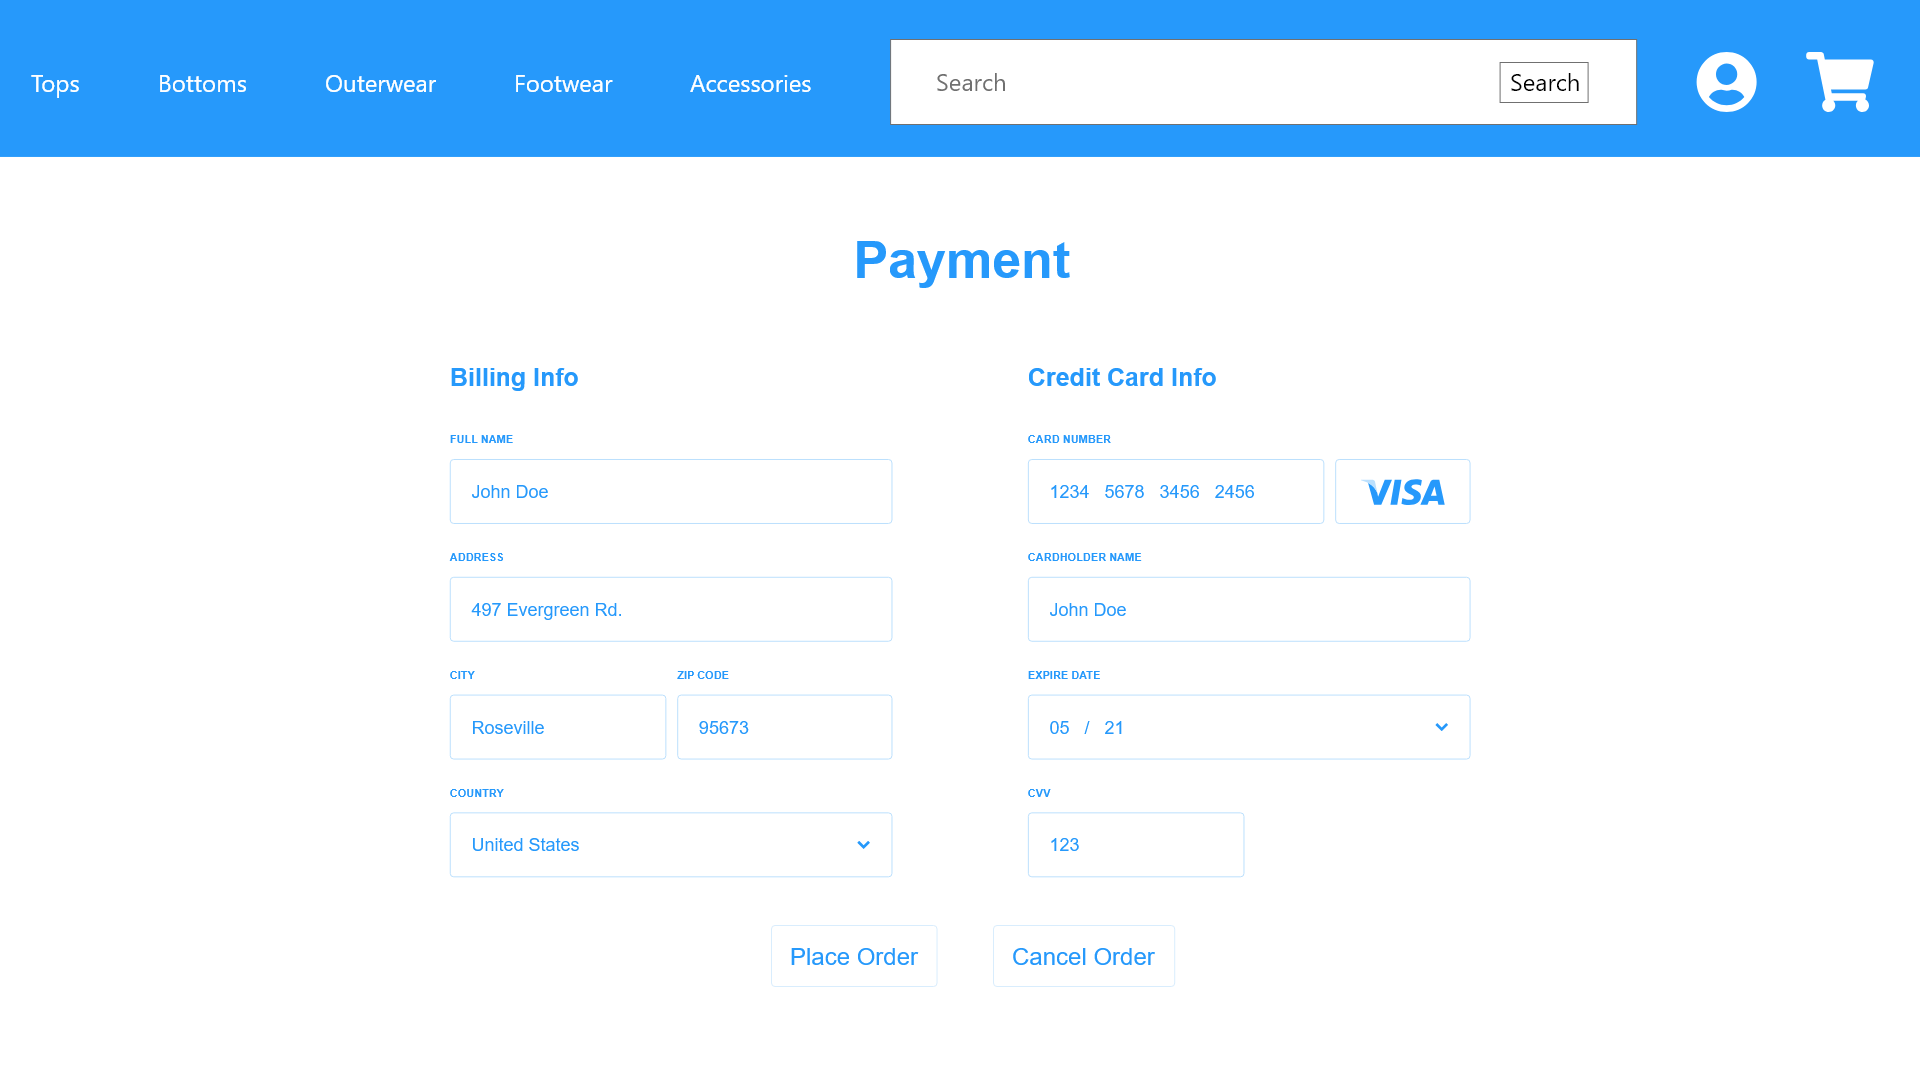 Tops Bottoms Outerwear Footwear Accessories Search Search
Payment
Billing Info
FULL NAME
John Doe
ADDRESS
497 Evergreen Rd.
CITY ZIP CODE
Roseville 95673
COUNTRY
United States
Credit Card Info
CARD NUMBER
1234 5678 3456 2456 VISA
CARDHOLDER NAME
John Doe
EXPIRE DATE
05 / 21
CVV
123
Place Order Cancel Order